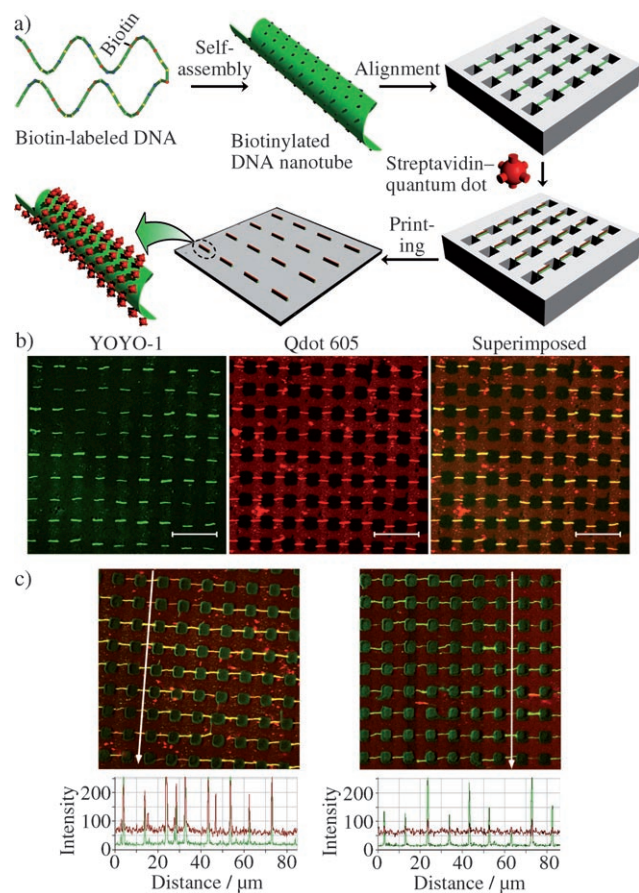 a)
Biotin
Self-
assembly
Alignment
Biotin-labeled DNA
Biotinylated
DNA nanotube
Streptavidin–
quantum dot
Print-
ing
b)
YOYO-1
Qdot 605
Superimposed
c)
Intensity
200
100
0
0 20 40 60 80
Distance / µm
Intensity
200
100
0
0 20 40 60 80
Distance / µm